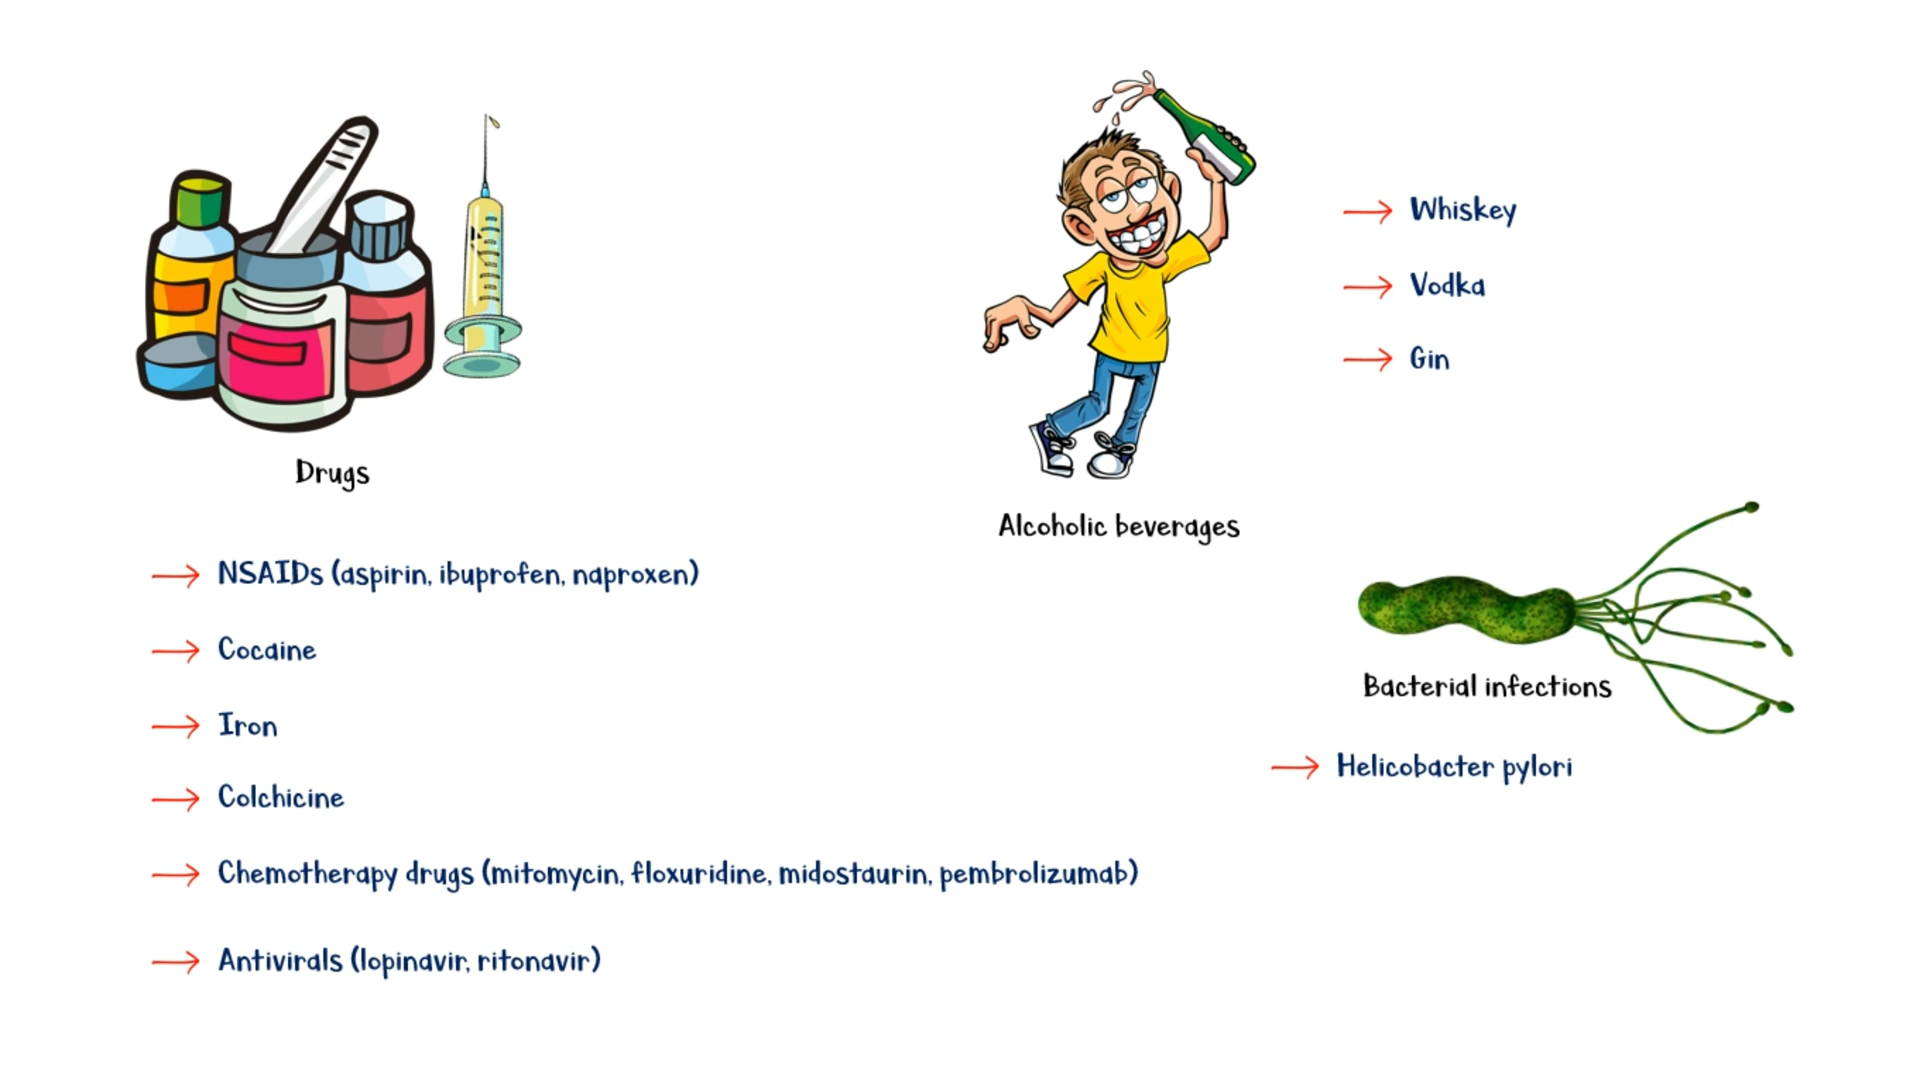 Drugs
NSAIDs (aspirin, ibuprofen, naproxen)
Cocaine
Iron
Colchicine
Chemotherapy drugs (mitomycin, floxuridine, midostaurin, pembrolizumab)
Antivirals (lopinavir, ritonavir)
Alcoholic beverages
Whiskey
Vodka
Gin
Bacterial infections
Helicobacter pylori